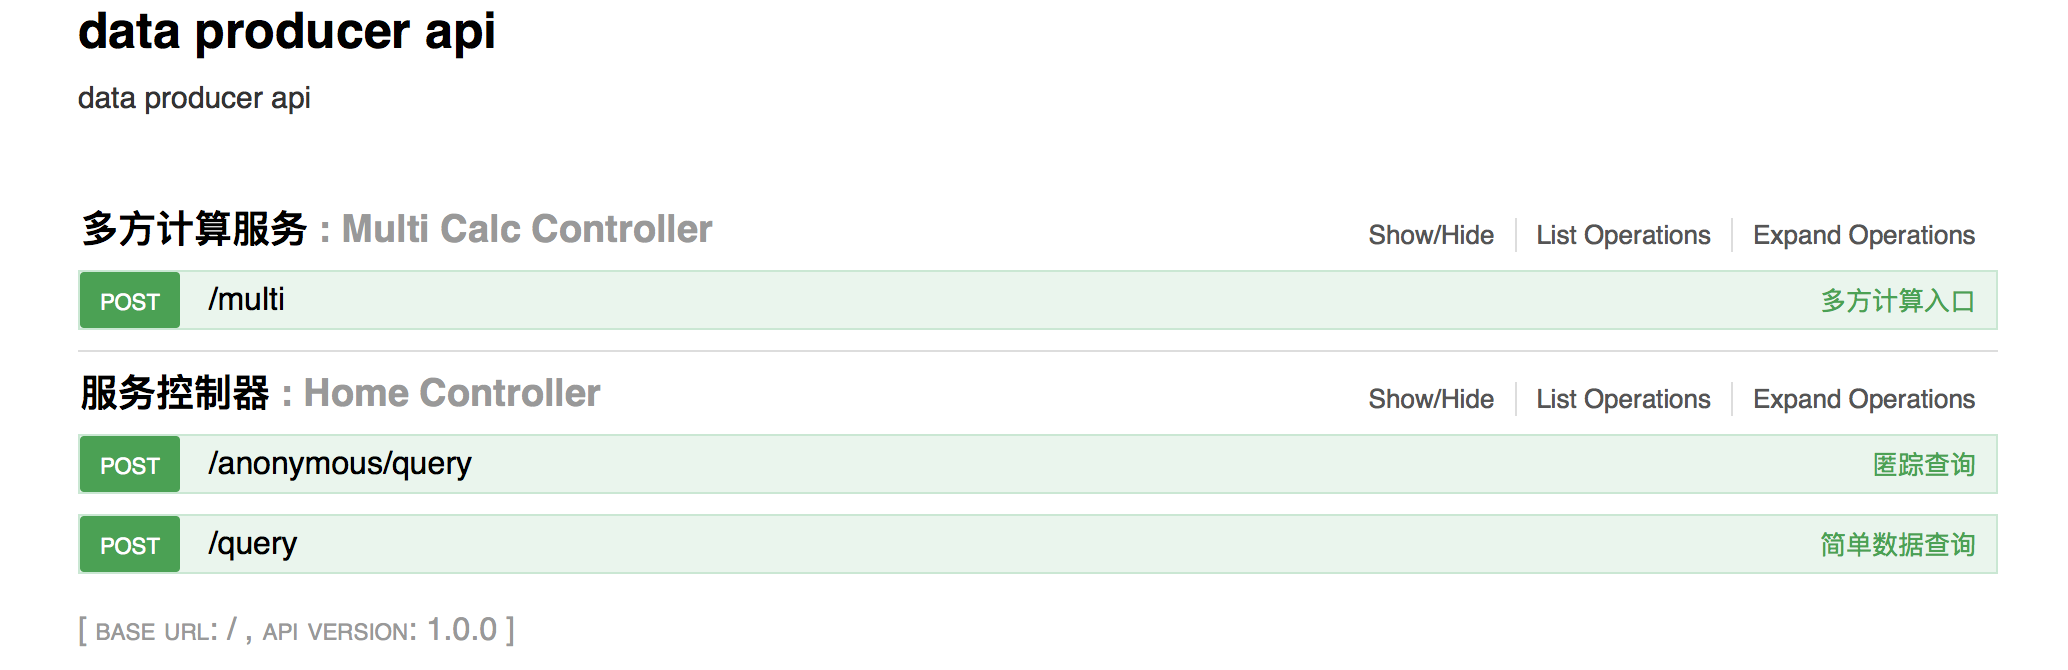 data producer api
data producer api
多方计算服务 : Multi Calc Controller Show/Hide List Operations Expand Operations
POST /multi 多方计算入口
服务控制器 : Home Controller Show/Hide List Operations Expand Operations
POST /anonymous/query 匿踪查询
POST /query 简单数据查询
[ BASE URL: / , API VERSION: 1.0.0 ]